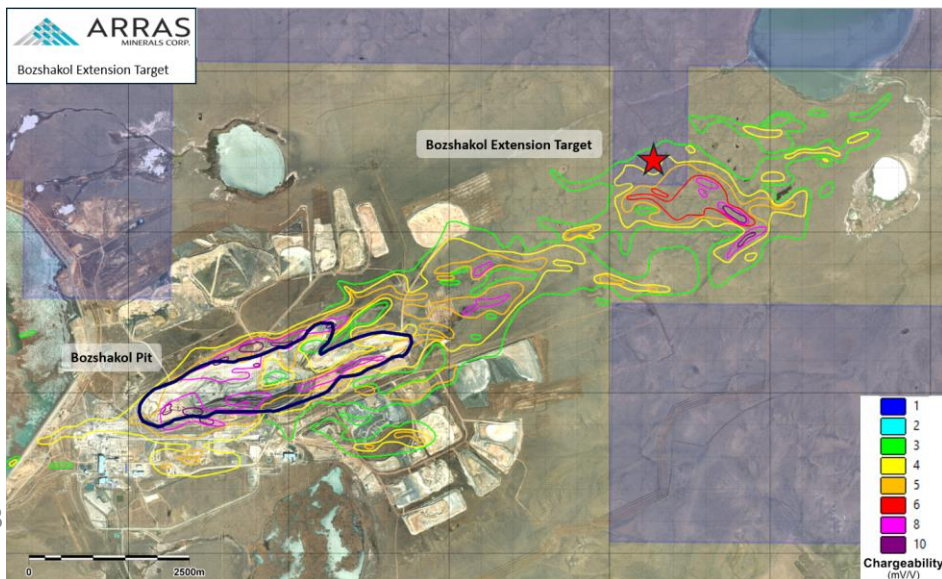 ARRAS
MINERALS CORP.
Bozshakol Extension Target
Bozshakol Extension Target
Bozshakol Pit
0
2500m
1
2
3
4
5
6
8
10
Chargeability
(mV/V)